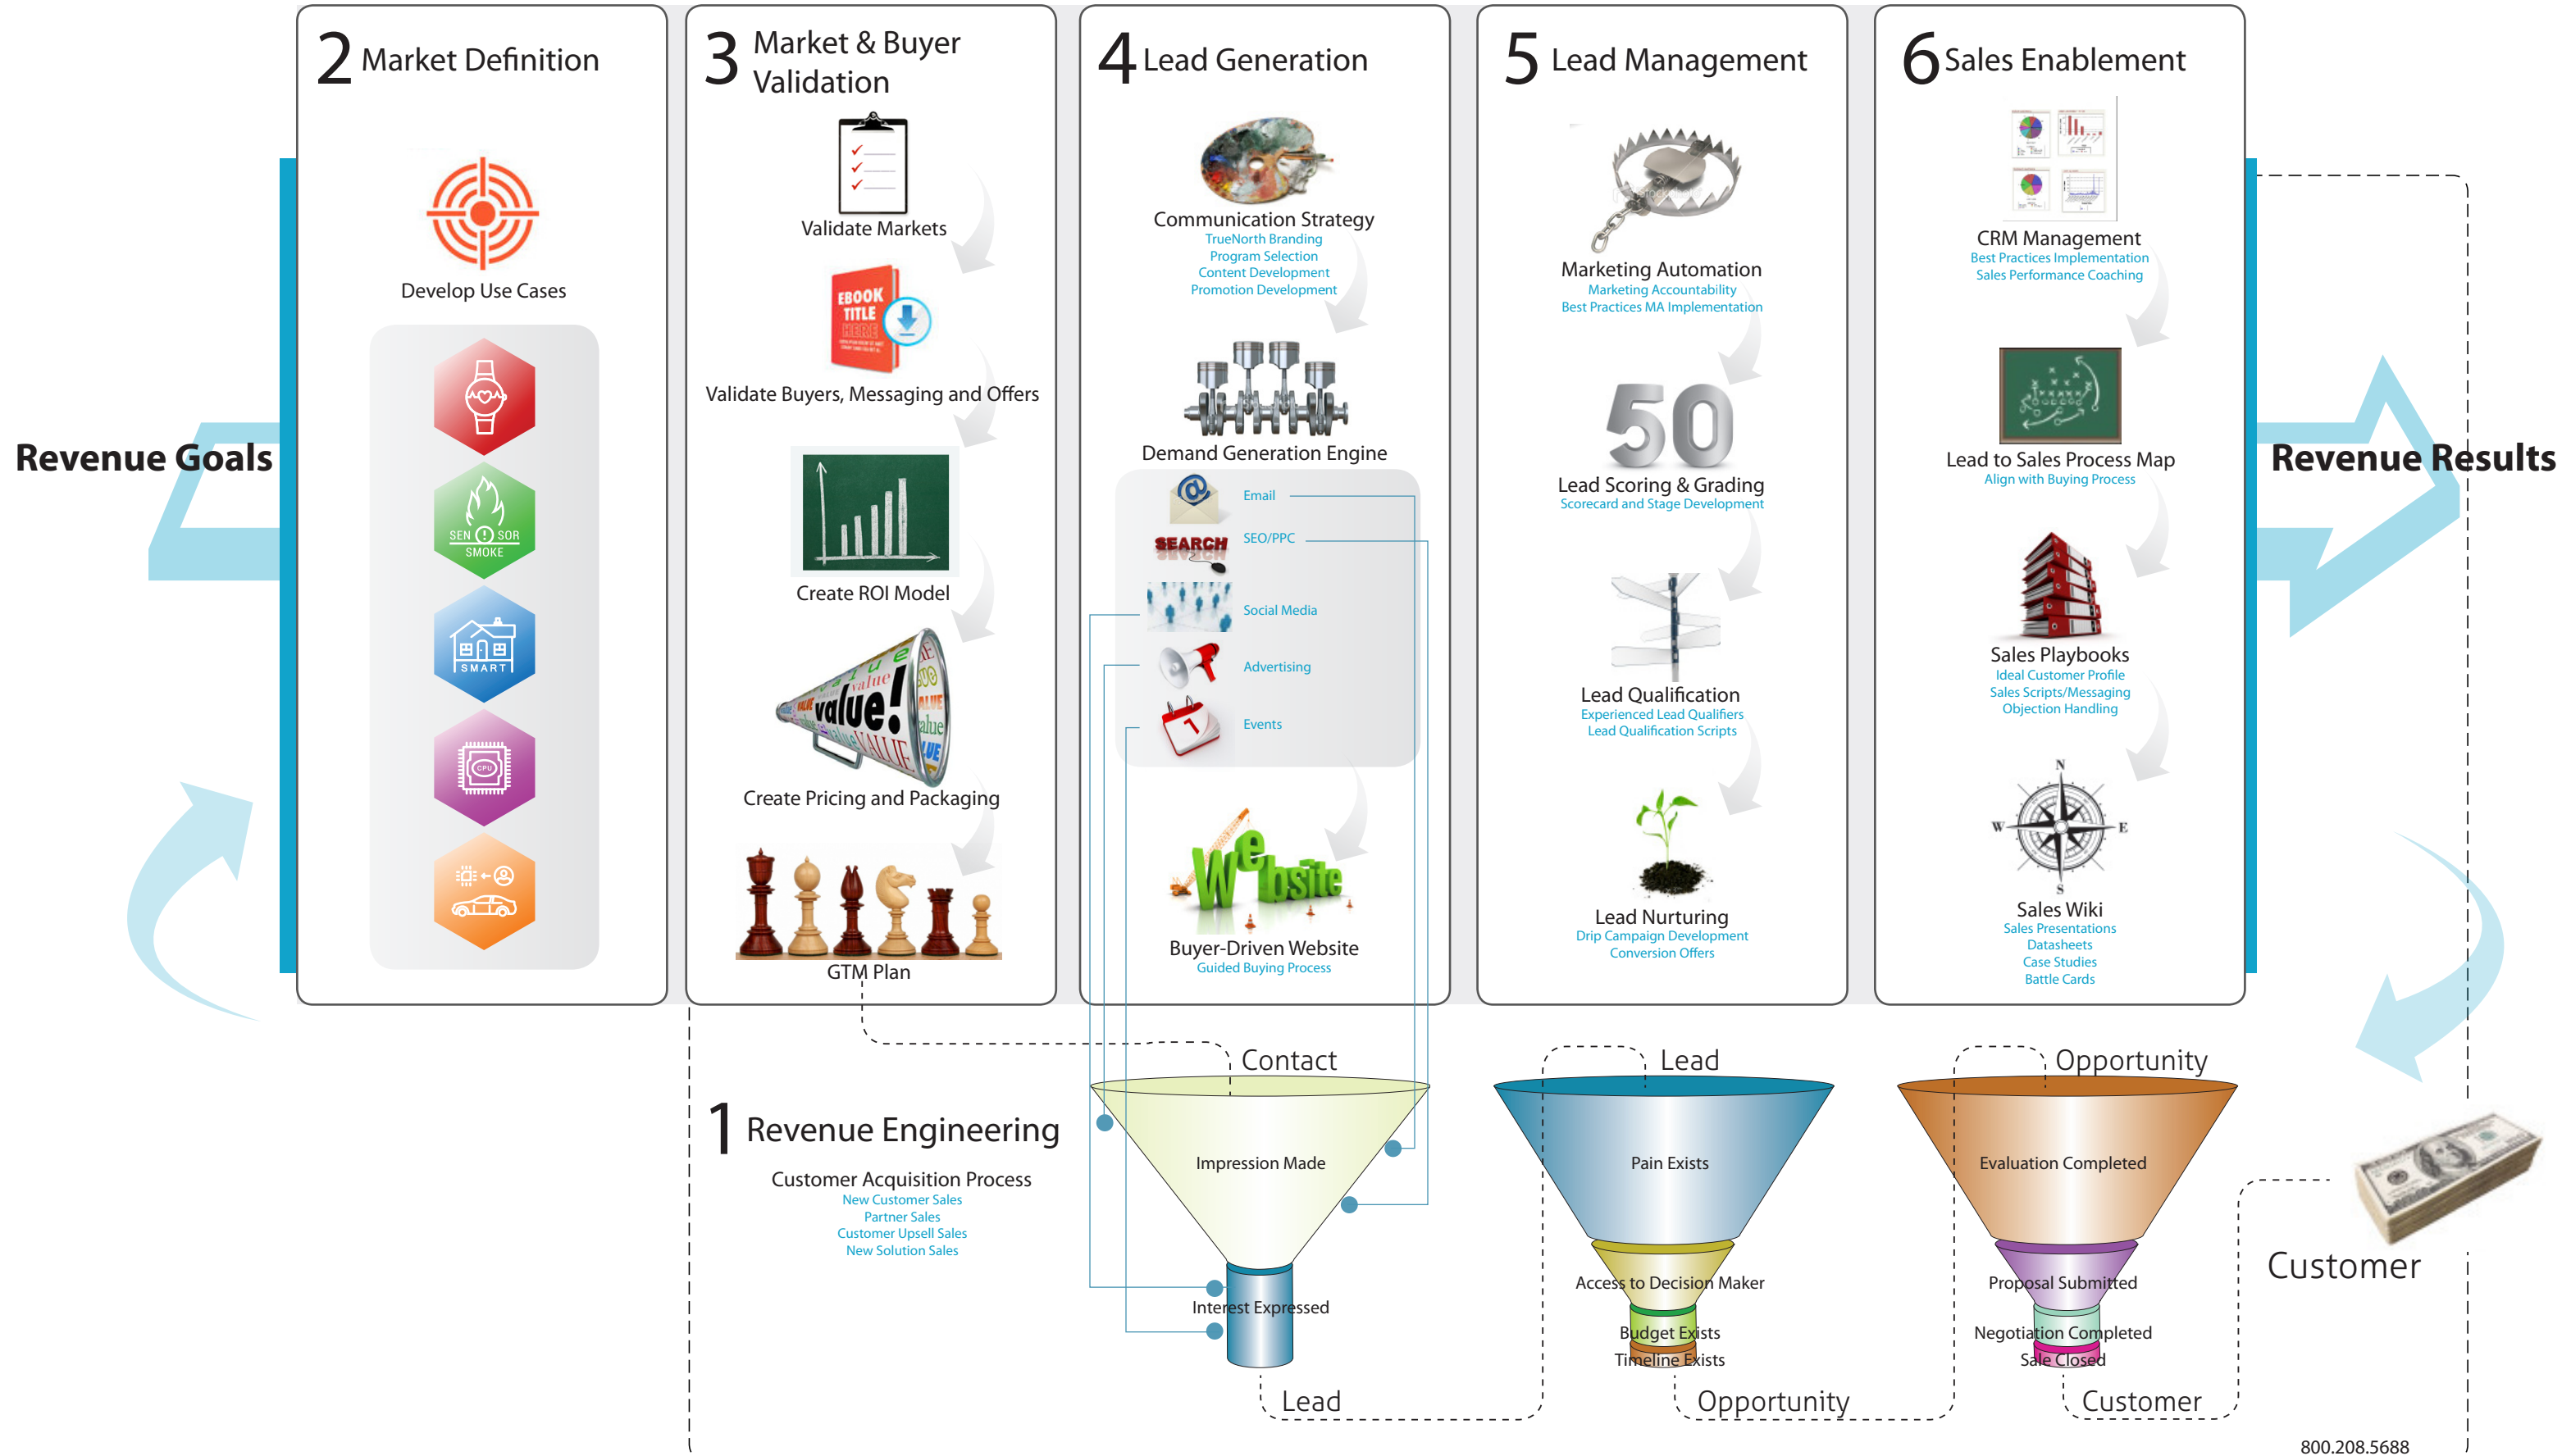 2 Market Definition
Develop Use Cases
SEN SOR
SMOKE
SMART
CPU
3 Market & Buyer
Validation
Validate Markets
EBOOK
TITLE
HERE
Validate Buyers, Messaging and Offers
Create ROI Model
value!
Create Pricing and Packaging
GTM Plan
4 Lead Generation
Communication Strategy
TrueNorth Branding
Program Selection
Content Development
Promotion Development
Demand Generation Engine
Email
SEARCH
SEO/PPC
Social Media
Advertising
1
Events
Website
Buyer-Driven Website
Guided Buying Process
5 Lead Management
Marketing Automation
Marketing Accountability
Best Practices MA Implementation
50
Lead Scoring & Grading
Scorecard and Stage Development
Lead Qualification
Experienced Lead Qualifiers
Lead Qualification Scripts
Lead Nurturing
Drip Campaign Development
Conversion Offers
6 Sales Enablement
CRM Management
Best Practices Implementation
Sales Performance Coaching
Lead to Sales Process Map
Align with Buying Process
Sales Playbooks
Ideal Customer Profile
Sales Scripts/Messaging
Objection Handling
N
W E
S
Sales Wiki
Sales Presentations
Datasheets
Case Studies
Battle Cards
Revenue Goals
Revenue Results
1 Revenue Engineering
Customer Acquisition Process
New Customer Sales
Partner Sales
Customer Upsell Sales
New Solution Sales
Contact
Impression Made
Interest Expressed
Lead
Lead
Pain Exists
Access to Decision Maker
Budget Exists
Timeline Exists
Opportunity
Opportunity
Evaluation Completed
Proposal Submitted
Negotiation Completed
Sale Closed
Customer
Customer
800.208.5688